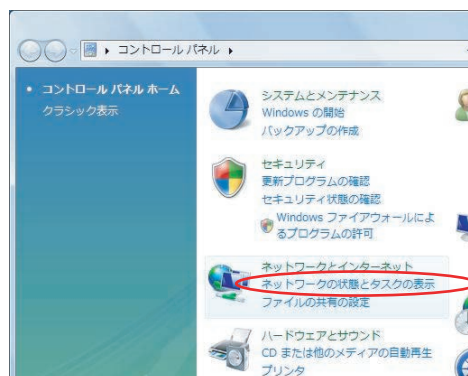 コントロール パネル
コントロール パネル ホーム
クラシック表示
システムとメンテナンス
Windows の開始
バックアップの作成
セキュリティ
更新プログラムの確認
セキュリティ状態の確認
Windows ファイアウォールによ
るプログラムの許可
ネットワークとインターネット
ネットワークの状態とタスクの表示
ファイルの共有の設定
ハードウェアとサウンド
CD または他のメディアの自動再生
プリンタ